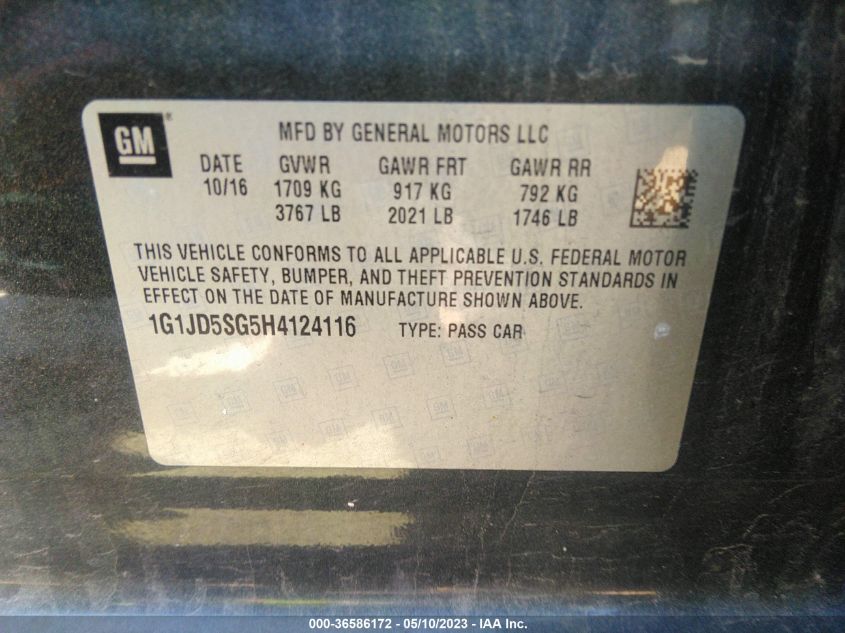 GM®
MFD BY GENERAL MOTORS LLC
DATE GVWR GAWR FRT GAWR RR
10/16 1709 KG 917 KG 792 KG
3767 LB 2021 LB 1746 LB
THIS VEHICLE CONFORMS TO ALL APPLICABLE U.S. FEDERAL MOTOR
VEHICLE SAFETY, BUMPER, AND THEFT PREVENTION STANDARDS IN
EFFECT ON THE DATE OF MANUFACTURE SHOWN ABOVE.
1G1JD5SG5H4124116 TYPE: PASS CAR
000-36586172 - 05/10/2023 - IAA Inc.